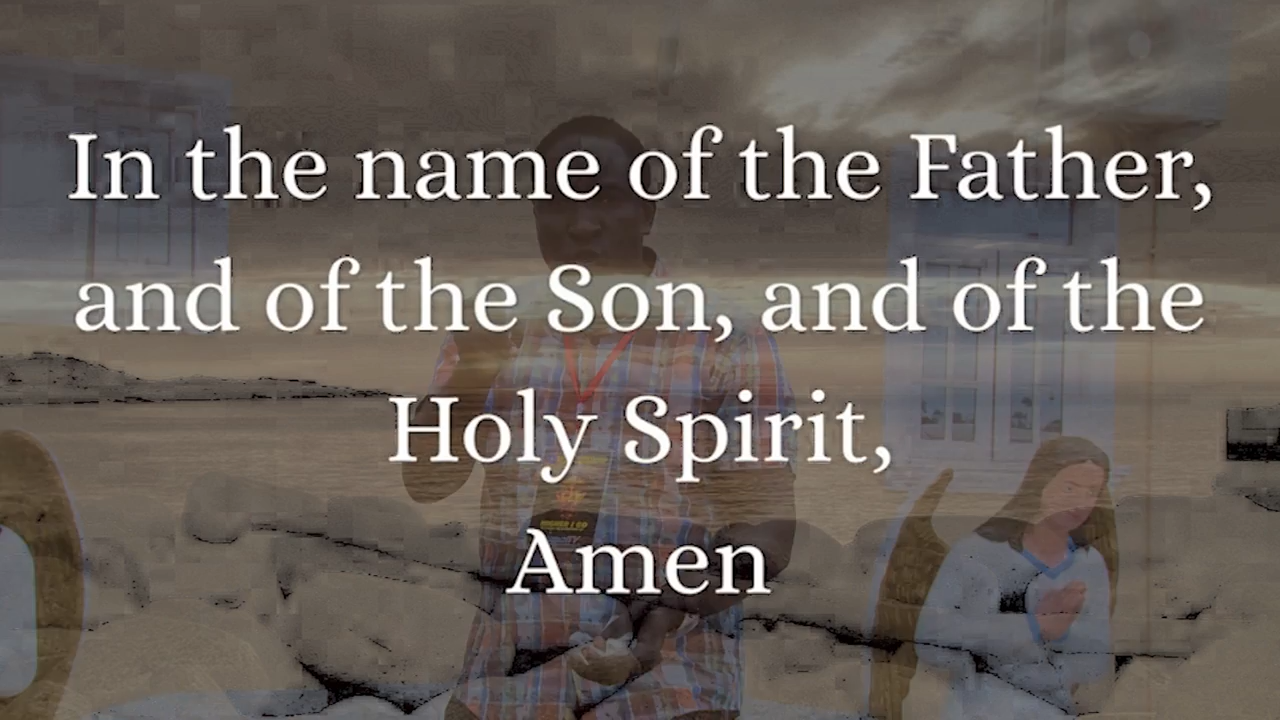 In the name of the Father,
and of the Son, and of the
Holy Spirit,
Amen